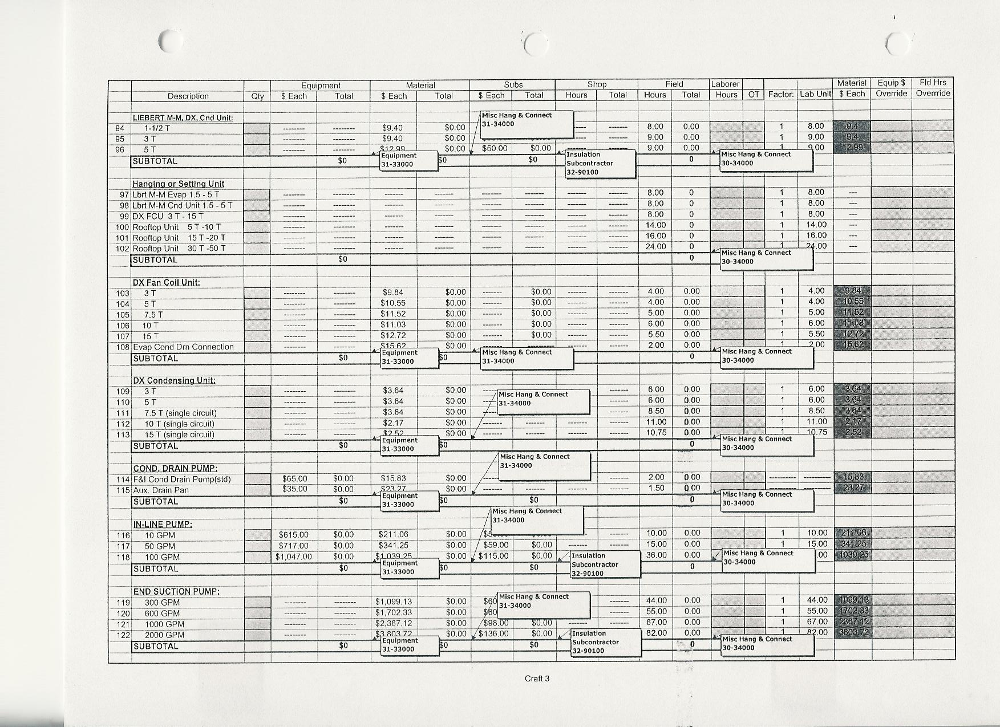 Equipment Material Subs Shop Field Laborer Material Equip $ Fld Hrs
Description Qty $ Each Total $ Each Total $ Each Total Hours Total Hours Total Hours OT Factor: Lab Unit $ Each Override Overrride
LIEBERT M-M, DX, Cnd Unit:
Misc Hang & Connect
31-34000
94 1-1/2 T -------- -------- $9.40 $0.00 ------- 8.00 0.00 1 8.00 9.4
95 3 T -------- -------- $9.40 $0.00 ------- 9.00 0.00 1 9.00 9.4
96 5 T -------- -------- $12.99 $0.00 $50.00 $0.00 ------- ------- 9.00 0.00 1 9.00 12.99
SUBTOTAL $0 $0 $0 0
Equipment
31-33000
Insulation
Subcontractor
32-90100
Misc Hang & Connect
30-34000
Hanging or Setting Unit
97 Lbrt M-M Evap 1.5 - 5 T ------- ------- ------- ------- ------- ------- ------- ------- 8.00 0 1 8.00 ---
98 Lbrt M-M Cnd Unit 1.5 - 5 T ------- ------- ------- ------- ------- ------- ------- ------- 8.00 0 1 8.00 ---
99 DX FCU 3 T - 15 T ------- ------- ------- ------- ------- ------- ------- ------- 8.00 0 1 8.00 ---
100 Rooftop Unit 5 T -10 T ------- ------- ------- ------- ------- ------- ------- ------- 14.00 0 1 14.00 ---
101 Rooftop Unit 15 T -20 T ------- ------- ------- ------- ------- ------- ------- ------- 16.00 0 1 16.00 ---
102 Rooftop Unit 30 T -50 T ------- ------- ------- ------- ------- ------- ------- ------- 24.00 0 1 24.00 ---
SUBTOTAL $0 0
Misc Hang & Connect
30-34000
DX Fan Coil Unit:
103 3 T -------- -------- $9.84 $0.00 ------- $0.00 ------- ------- 4.00 0.00 1 4.00 9.84
104 5 T -------- -------- $10.55 $0.00 ------- $0.00 ------- ------- 4.00 0.00 1 4.00 10.55
105 7.5 T -------- -------- $11.52 $0.00 ------- $0.00 ------- ------- 5.00 0.00 1 5.00 11.52
106 10 T -------- -------- $11.03 $0.00 ------- $0.00 ------- ------- 6.00 0.00 1 6.00 11.03
107 15 T -------- -------- $12.72 $0.00 ------- $0.00 ------- ------- 5.50 0.00 1 5.50 12.72
108 Evap Cond Drn Connection -------- -------- $15.62 $0.00 ------- --------- ------- ------- 2.00 0.00 1 2.00 15.62
SUBTOTAL $0 $0 0
Equipment
31-33000
Misc Hang & Connect
31-34000
Misc Hang & Connect
30-34000
DX Condensing Unit:
109 3 T -------- -------- $3.64 $0.00 ------- 6.00 0.00 1 6.00 3.64
110 5 T -------- -------- $3.64 $0.00 ------- 6.00 0.00 1 6.00 3.64
111 7.5 T (single circuit) -------- -------- $3.64 $0.00 ------- 8.50 0.00 1 8.50 3.64
112 10 T (single circuit) -------- -------- $2.17 $0.00 ------- ------- ------- ------- 11.00 0.00 1 11.00 2.17
113 15 T (single circuit) -------- -------- $2.52 $0.00 ------- ------- ------- ------- 10.75 0.00 1 10.75 2.52
SUBTOTAL $0 $0 0
Misc Hang & Connect
31-34000
Equipment
31-33000
Misc Hang & Connect
30-34000
COND. DRAIN PUMP:
Misc Hang & Connect
31-34000
114 F&I Cond Drain Pump(std) $65.00 $0.00 $15.83 $0.00 ------- 2.00 0.00 ---------- ---------- 15.83
115 Aux. Drain Pan $35.00 $0.00 $23.27 $0.00 ------- ------- ------- ------- 1.50 0.00 ---------- ---------- 23.27
SUBTOTAL $0 $0 $0 0
Equipment
31-33000
Misc Hang & Connect
30-34000
Misc Hang & Connect
31-34000
IN-LINE PUMP:
116 10 GPM $615.00 $0.00 $211.06 $0.00 ------- ------- 10.00 0.00 1 10.00 211.06
117 50 GPM $717.00 $0.00 $341.25 $0.00 $59.00 $0.00 ------- ------- 15.00 0.00 1 15.00 341.25
118 100 GPM $1,047.00 $0.00 $1,039.25 $0.00 $115.00 $0.00 36.00 0.00 .00 1039.25
SUBTOTAL $0 $0 $0 0
Equipment
31-33000
Insulation
Subcontractor
32-90100
Misc Hang & Connect
30-34000
END SUCTION PUMP:
Misc Hang & Connect
31-34000
119 300 GPM -------- -------- $1,099.13 $0.00 $60 ------- 44.00 0.00 1 44.00 1099.13
120 600 GPM -------- -------- $1,702.33 $0.00 $60 ------- 55.00 0.00 1 55.00 1702.33
121 1000 GPM -------- -------- $2,367.12 $0.00 $98.00 $0.00 ------- ------- 67.00 0.00 1 67.00 2367.12
122 2000 GPM -------- -------- $3,803.72 $0.00 $136.00 $0.00 82.00 0.00 1 82.00 3803.72
SUBTOTAL $0 $0 $0 0
Equipment
31-33000
Insulation
Subcontractor
32-90100
Misc Hang & Connect
30-34000
Craft 3